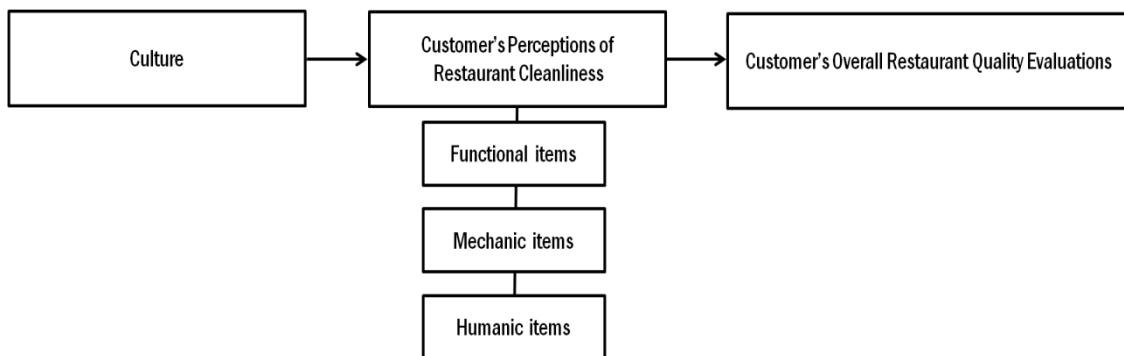 Culture
Customer's Perceptions of
Restaurant Cleanliness
Customer's Overall Restaurant Quality Evaluations
Functional items
Mechanic items
Humanic items